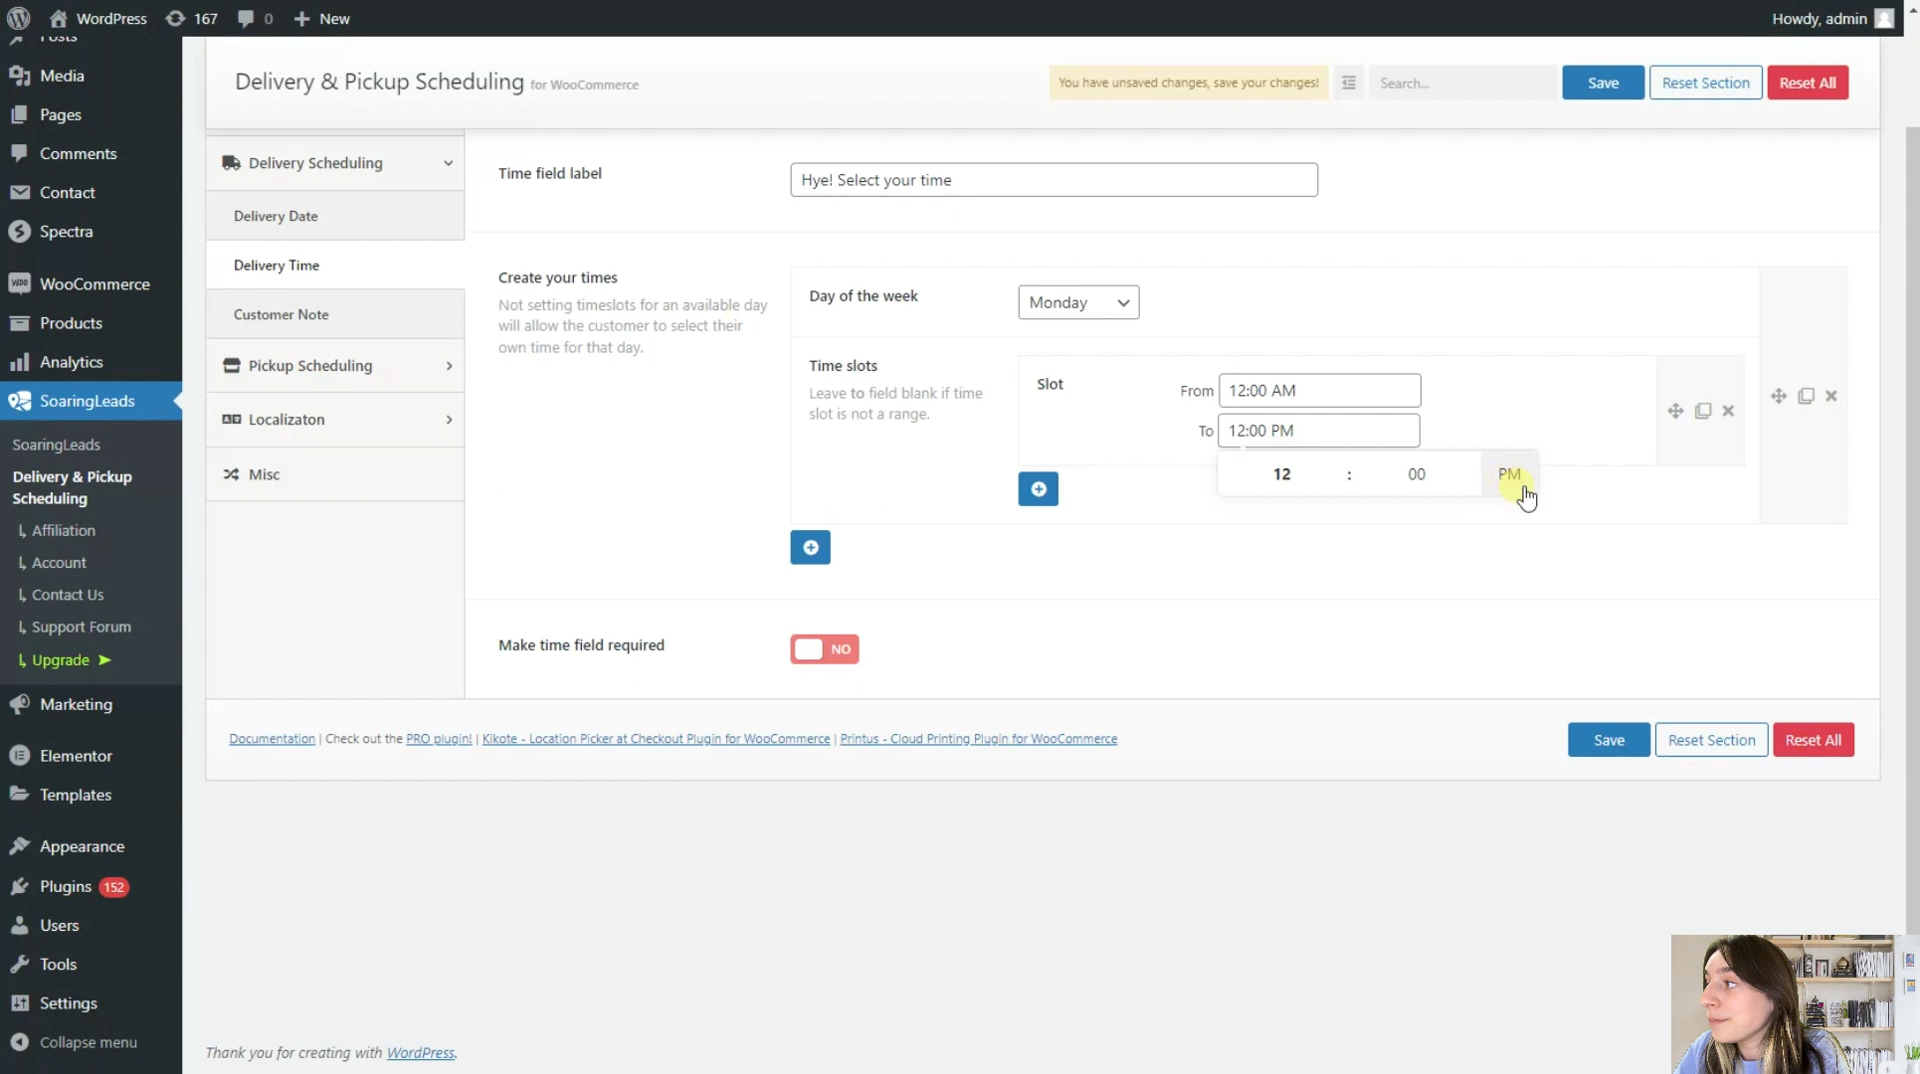 WordPress 167 0 New
Howdy, admin
Posts
Media
Pages
Comments
Contact
Spectra
WooCommerce
Products
Analytics
SoaringLeads
SoaringLeads
Delivery & Pickup
Scheduling
Affiliation
Account
Contact Us
Support Forum
Upgrade ➤
Marketing
Elementor
Templates
Appearance
Plugins 152
Users
Tools
Settings
Collapse menu
Delivery & Pickup Scheduling for WooCommerce
You have unsaved changes, save your changes!
Search...
Save
Reset Section
Reset All
Delivery Scheduling
Delivery Date
Delivery Time
Customer Note
Pickup Scheduling
Localizaton
Misc
Time field label
Hye! Select your time
Create your times
Not setting timeslots for an available day
will allow the customer to select their
own time for that day.
Day of the week
Monday
Time slots
Leave to field blank if time
slot is not a range.
Slot
From 12:00 AM
To 12:00 PM
12 : 00 PM
Make time field required
NO
Documentation | Check out the PRO plugin! | Kikote - Location Picker at Checkout Plugin for WooCommerce | Printus - Cloud Printing Plugin for WooCommerce
Save
Reset Section
Reset All
Thank you for creating with WordPress.